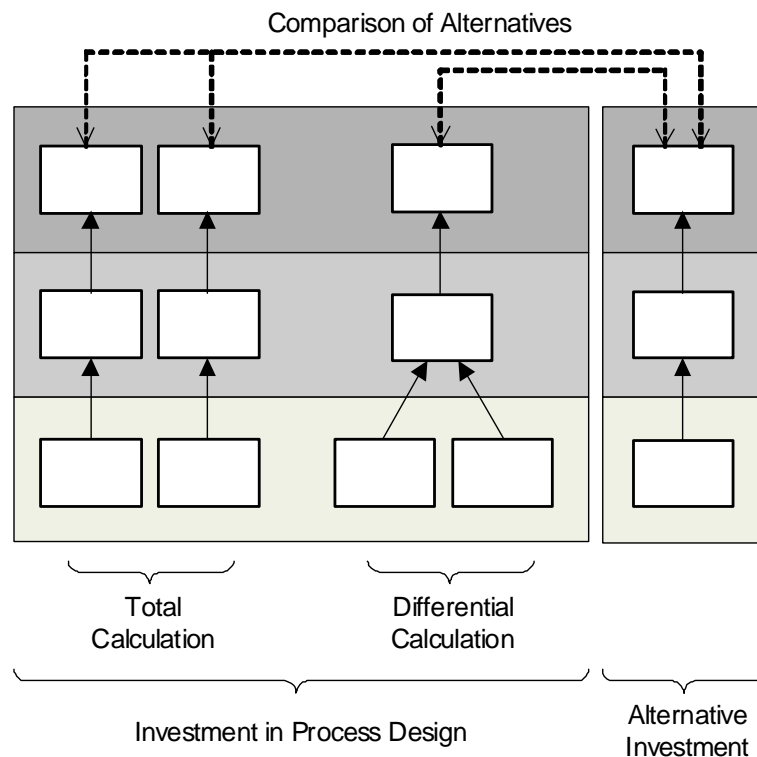 Comparison of Alternatives
Total
Calculation
Differential
Calculation
Investment in Process Design
Alternative
Investment